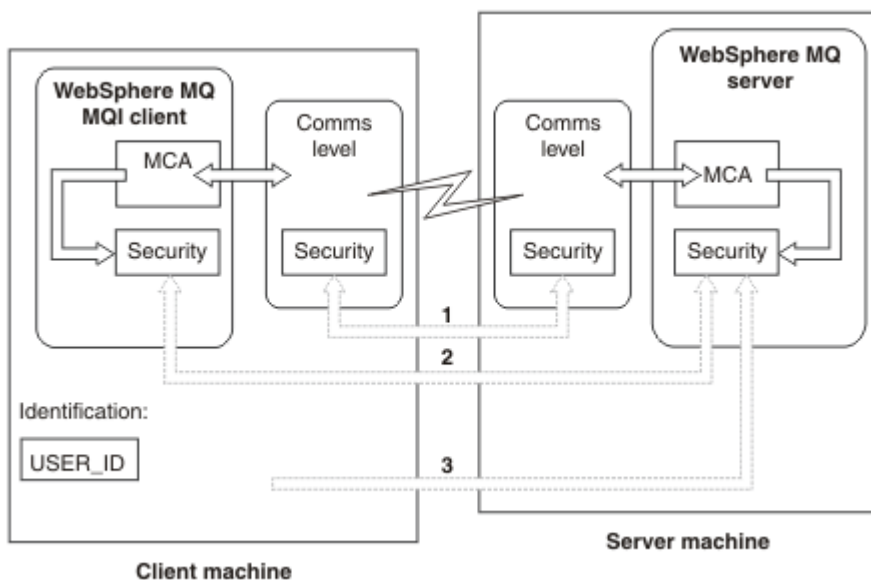 WebSphere MQ
MQI client
MCA
Security
Comms
level
Security
Comms
level
Security
WebSphere MQ
server
MCA
Security
1
2
3
Identification:
USER_ID
Client machine
Server machine